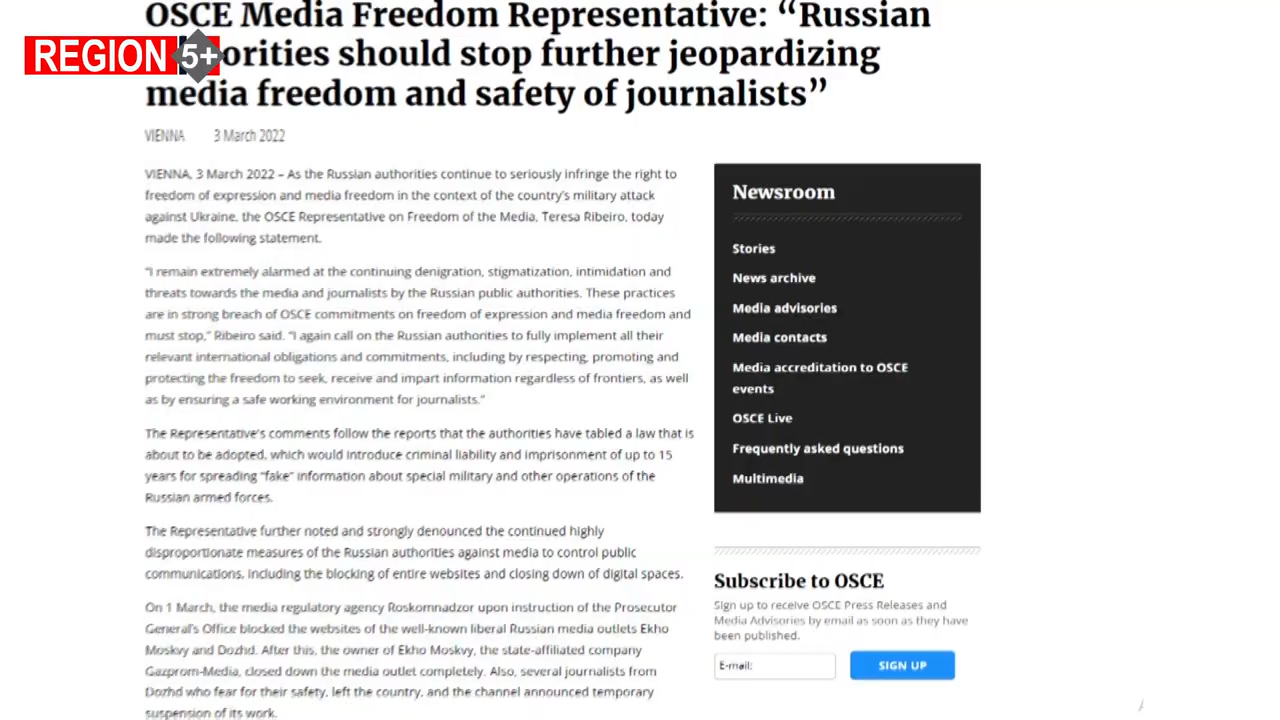 OSCE Media Freedom Representative: “Russian
REGION 5+
orities should stop further jeopardizing
media freedom and safety of journalists”
VIENNA 3 March 2022
VIENNA, 3 March 2022 – As the Russian authorities continue to seriously infringe the right to
freedom of expression and media freedom in the context of the country’s military attack
against Ukraine, the OSCE Representative on Freedom of the Media, Teresa Ribeiro, today
made the following statement.
“I remain extremely alarmed at the continuing denigration, stigmatization, intimidation and
threats towards the media and journalists by the Russian public authorities. These practices
are in strong breach of OSCE commitments on freedom of expression and media freedom and
must stop,” Ribeiro said. “I again call on the Russian authorities to fully implement all their
relevant international obligations and commitments, including by respecting, promoting and
protecting the freedom to seek, receive and impart information regardless of frontiers, as well
as by ensuring a safe working environment for journalists.”
The Representative’s comments follow the reports that the authorities have tabled a law that is
about to be adopted, which would introduce criminal liability and imprisonment of up to 15
years for spreading “fake” information about special military and other operations of the
Russian armed forces.
The Representative further noted and strongly denounced the continued highly
disproportionate measures of the Russian authorities against media to control public
communications, including the blocking of entire websites and closing down of digital spaces.
On 1 March, the media regulatory agency Roskomnadzor upon instruction of the Prosecutor
General’s Office blocked the websites of the well-known liberal Russian media outlets Ekho
Moskvy and Dozhd. After this, the owner of Ekho Moskvy, the state-affiliated company
Gazprom-Media, closed down the media outlet completely. Also, several journalists from
Dozhd who fear for their safety, left the country, and the channel announced temporary
suspension of its work.
Newsroom
Stories
News archive
Media advisories
Media contacts
Media accreditation to OSCE
events
OSCE Live
Frequently asked questions
Multimedia
Subscribe to OSCE
Sign up to receive OSCE Press Releases and
Media Advisories by email as soon as they have
been published.
E-mail: SIGN UP